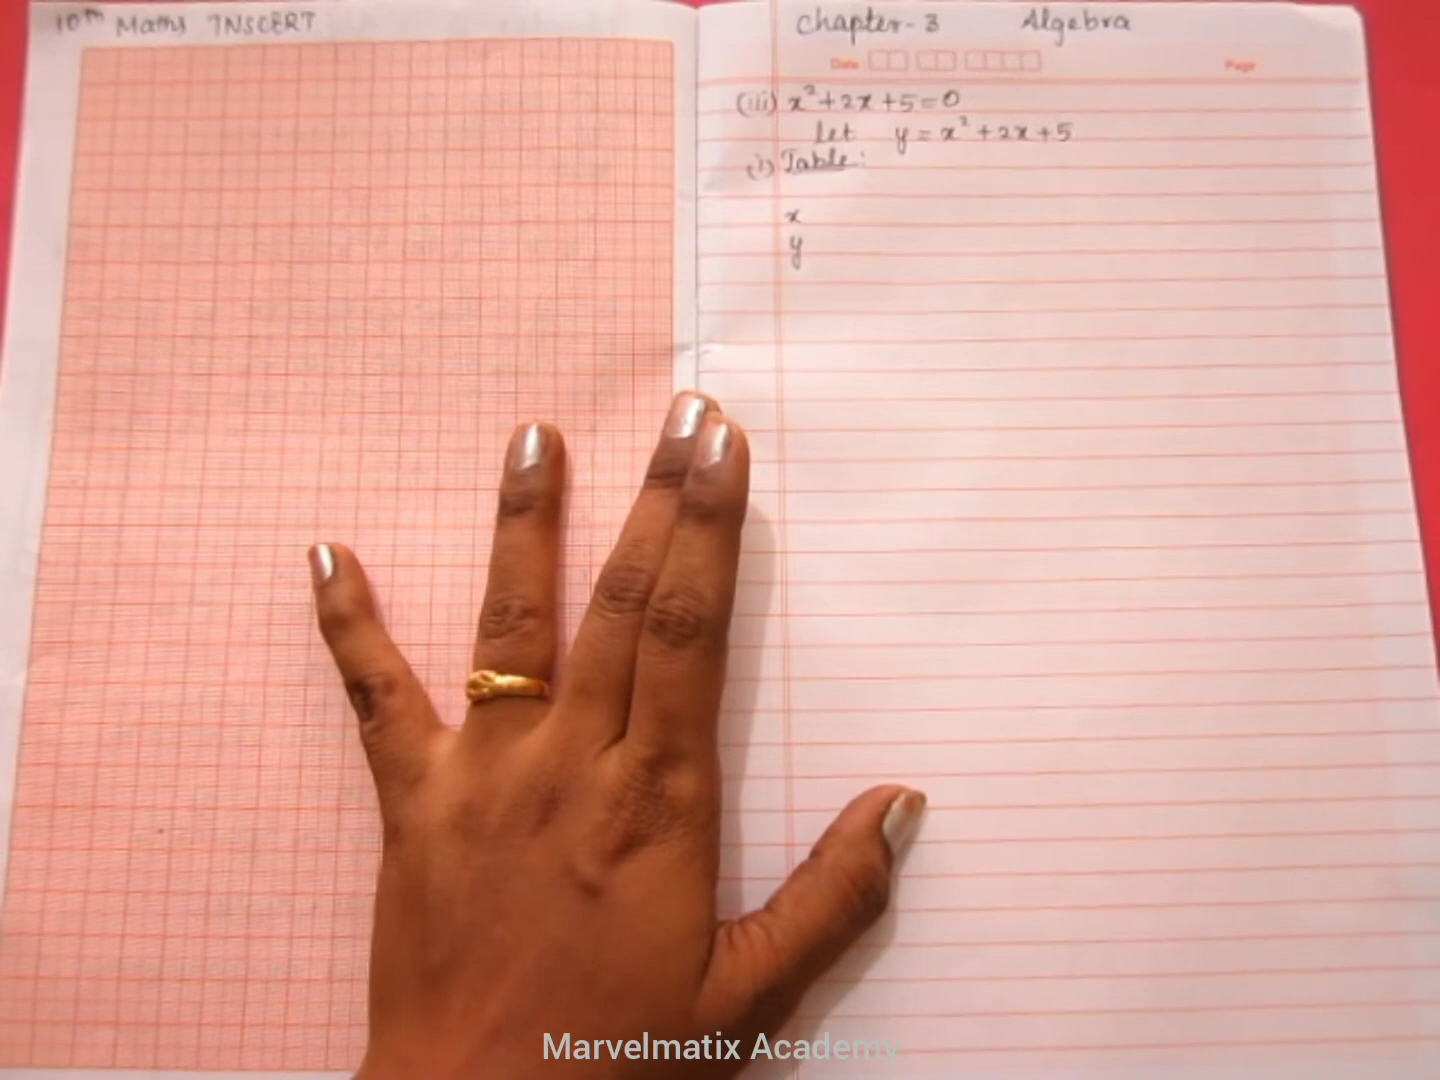 10th Maths TNSCERT
Chapter-3 Algebra
Date Page
(iii) x²+2x+5=0
Let y=x²+2x+5
(i) Table:
x
y
Marvelmatix Academy